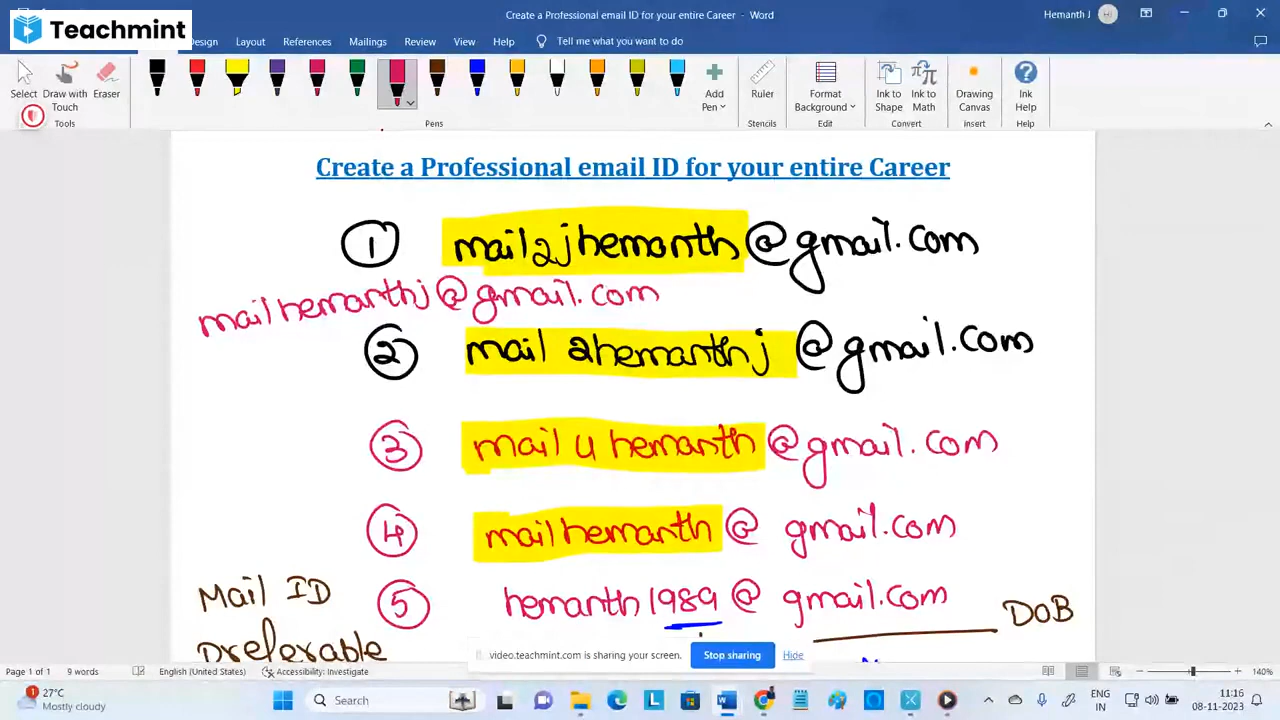 Create a Professional email ID for your entire Career - Word
Hemanth J
Teachmint
Design Layout References Mailings Review View Help Tell me what you want to do
Select Draw with Touch Eraser Add Pen Ruler Format Background Ink to Shape Ink to Math Drawing Canvas Ink Help
Tools Pens Stencils Edit Convert Insert Help
Create a Professional email ID for your entire Career
1 mail2jhemanth@gmail.com
mailhemanthj@gmail.com
2 mail 2hemanthj @gmail.com
3 mail u hemanth@gmail.com
4 mailhemanth@ gmail.com
Mail ID
5 hemanth1989@ gmail.com
DOB
preferable
video.teachmint.com is sharing your screen. Stop sharing Hide
Page 1 of 1 9 words English (United States) Accessibility: Investigate 140%
1 27°C
Mostly cloudy
Search
ENG
IN
11:16
08-11-2023